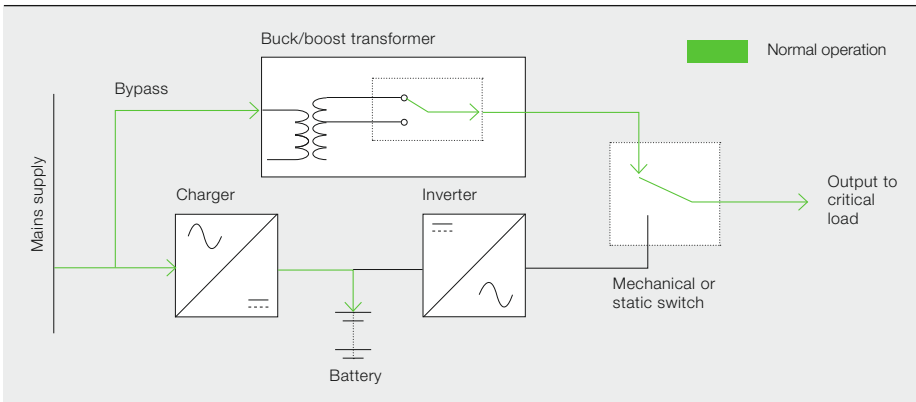 Buck/boost transformer
Normal operation
Bypass
Mains supply
Charger
Inverter
Output to
critical
load
Mechanical or
static switch
Battery